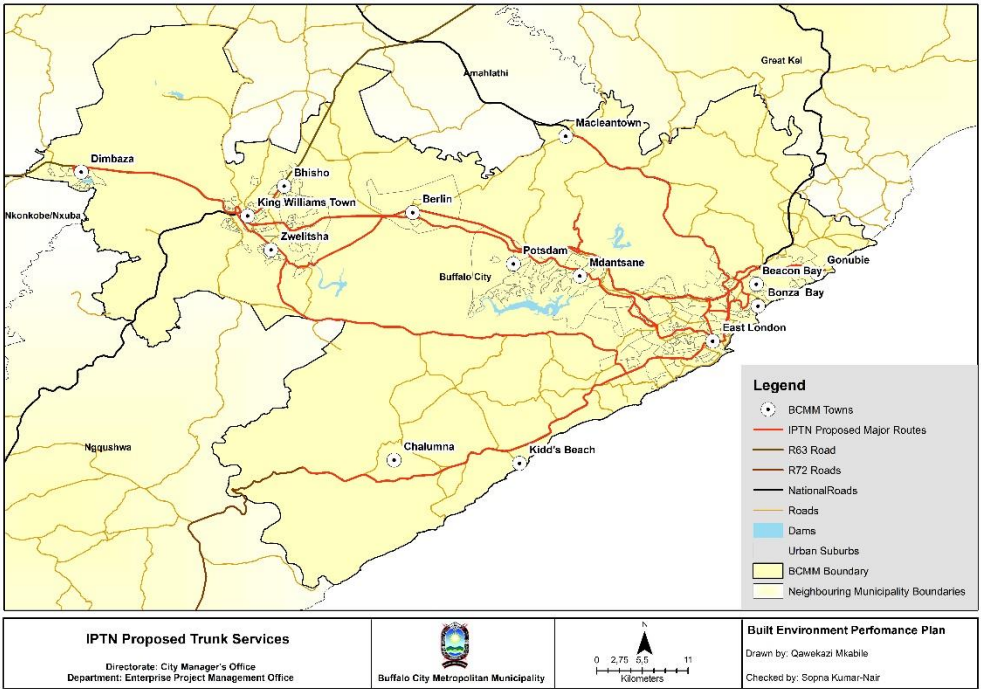 Great Kei
Amahlathi
Macleantown
Dimbaza
Bhisho
King Williams Town
Berlin
Nkonkobe/Nxuba
Zwelitsha
Potsdam
Mdantsane
Buffalo City
Gonubie
Beacon Bay
Bonza Bay
East London
Ngqushwa
Chalumna
Kidd's Beach
Legend
BCMM Towns
IPTN Proposed Major Routes
R63 Road
R72 Roads
NationalRoads
Roads
Dams
Urban Suburbs
BCMM Boundary
Neighbouring Municipality Boundaries
IPTN Proposed Trunk Services
Directorate: City Manager's Office
Department: Enterprise Project Management Office
Buffalo City Metropolitan Municipality
N
0 2,75 5,5 11
Kilometers
Built Environment Perfomance Plan
Drawn by: Qawekazi Mkabile
Checked by: Sopna Kumar-Nair